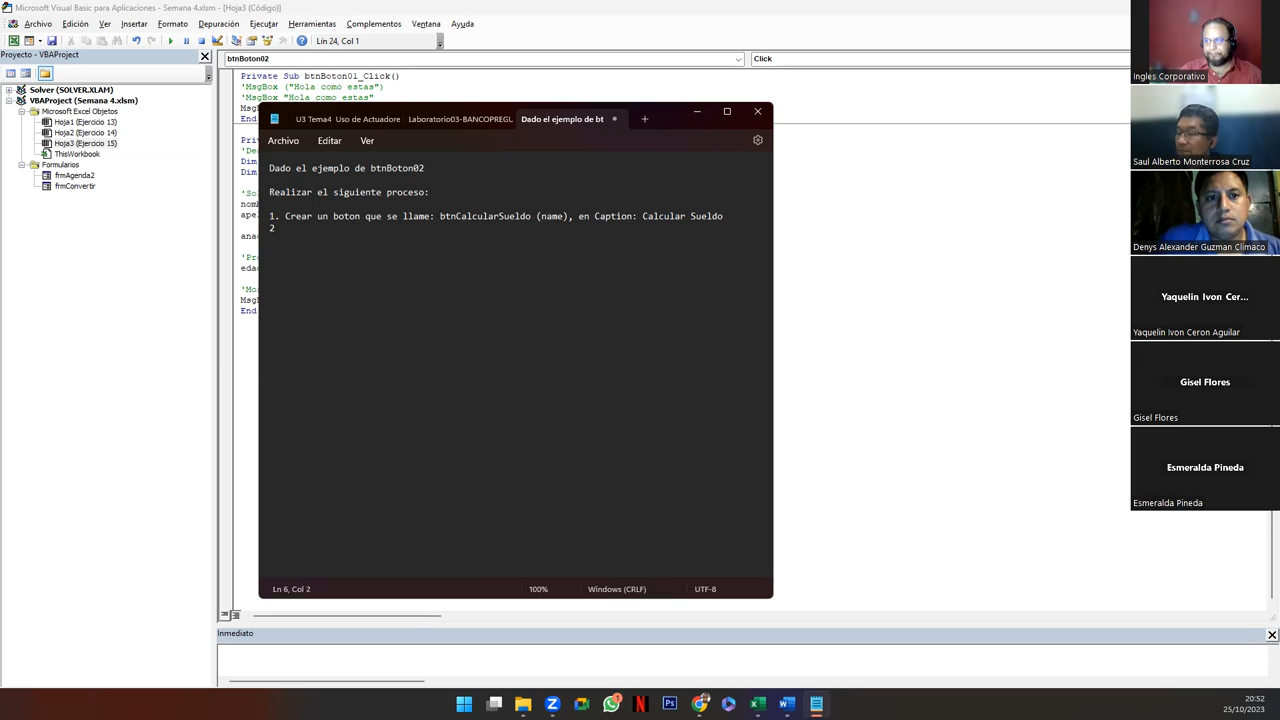 Microsoft Visual Basic para Aplicaciones - Semana 4.xlsm - [Hoja3 (Código)]
Archivo Edición Ver Insertar Formato Depuración Ejecutar Herramientas Complementos Ventana Ayuda
Lín 24, Col 1
Proyecto - VBAProject
Solver (SOLVER.XLAM)
VBAProject (Semana 4.xlsm)
Microsoft Excel Objetos
Hoja1 (Ejercicio 13)
Hoja2 (Ejercicio 14)
Hoja3 (Ejercicio 15)
ThisWorkbook
Formularios
frmAgenda2
frmConvertir
btnBoton02
Click
Private Sub btnBoton01_Click()
'MsgBox ("Hola como estas")
'MsgBox "Hola como estas"
U3 Tema4 Uso de Actuadore
Laboratorio03-BANCOPREGU
Dado el ejemplo de bt
Archivo Editar Ver
Dado el ejemplo de btnBoton02
Realizar el siguiente proceso:
1. Crear un boton que se llame: btnCalcularSueldo (name), en Caption: Calcular Sueldo
2
Ln 6, Col 2
100%
Windows (CRLF)
UTF-8
Inmediato
Ingles Corporativo
Saul Alberto Monterrosa Cruz
Denys Alexander Guzman Climaco
Yaquelin Ivon Cer...
Yaquelin Ivon Ceron Aguilar
Gisel Flores
Gisel Flores
Esmeralda Pineda
Esmeralda Pineda
20:52
25/10/2023